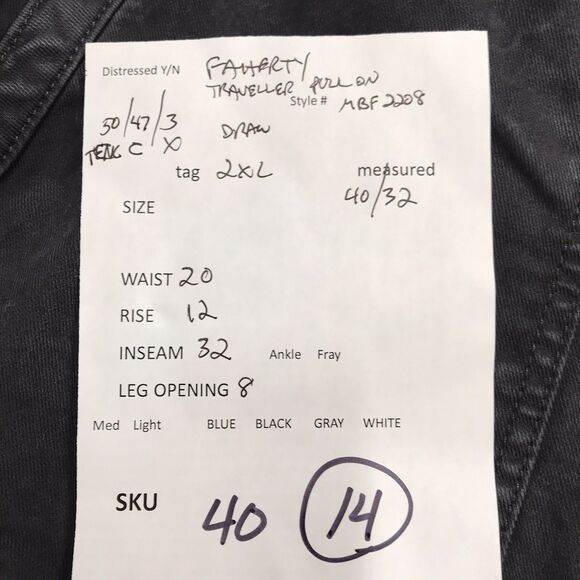 Distressed Y/N FAHERTY
TRAVELLER PULL ON
Style # MBF2208
50/47/3 DRAW
TENC C X
tag 2XL measured
40/32
SIZE
WAIST 20
RISE 12
INSEAM 32 Ankle Fray
LEG OPENING 8
Med Light BLUE BLACK GRAY WHITE
SKU 40 14